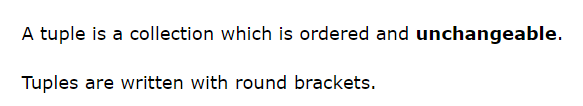 A tuple is a collection which is ordered and unchangeable.
Tuples are written with round brackets.